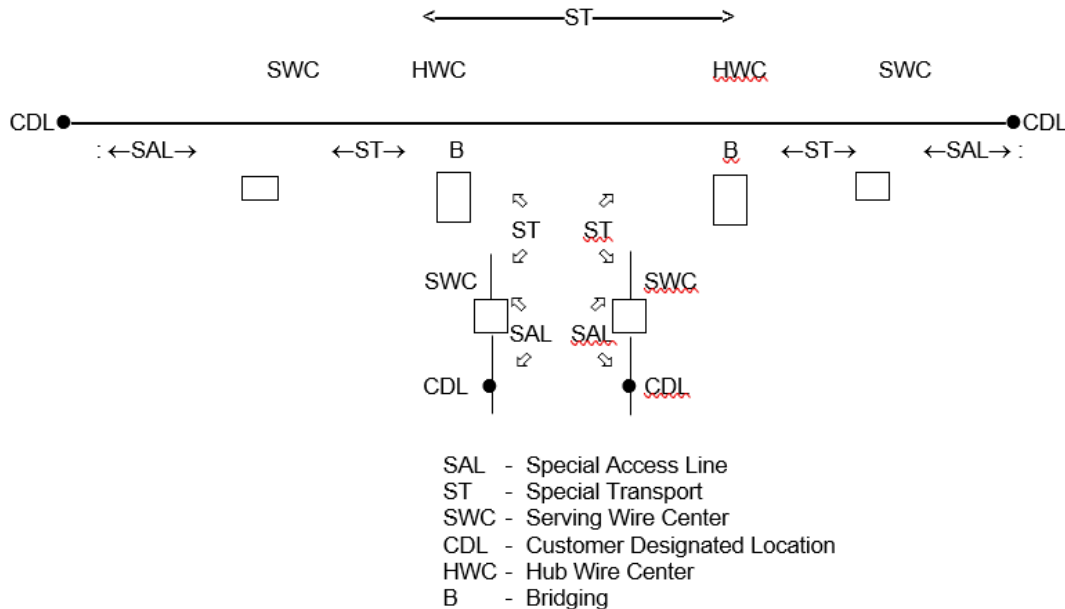 ST
SWC HWC HWC SWC
CDL CDL
: ←SAL→ ←ST→ B B ←ST→ ←SAL→ :
ST ST
SWC SWC
SAL SAL
CDL CDL
SAL - Special Access Line
ST - Special Transport
SWC - Serving Wire Center
CDL - Customer Designated Location
HWC - Hub Wire Center
B - Bridging